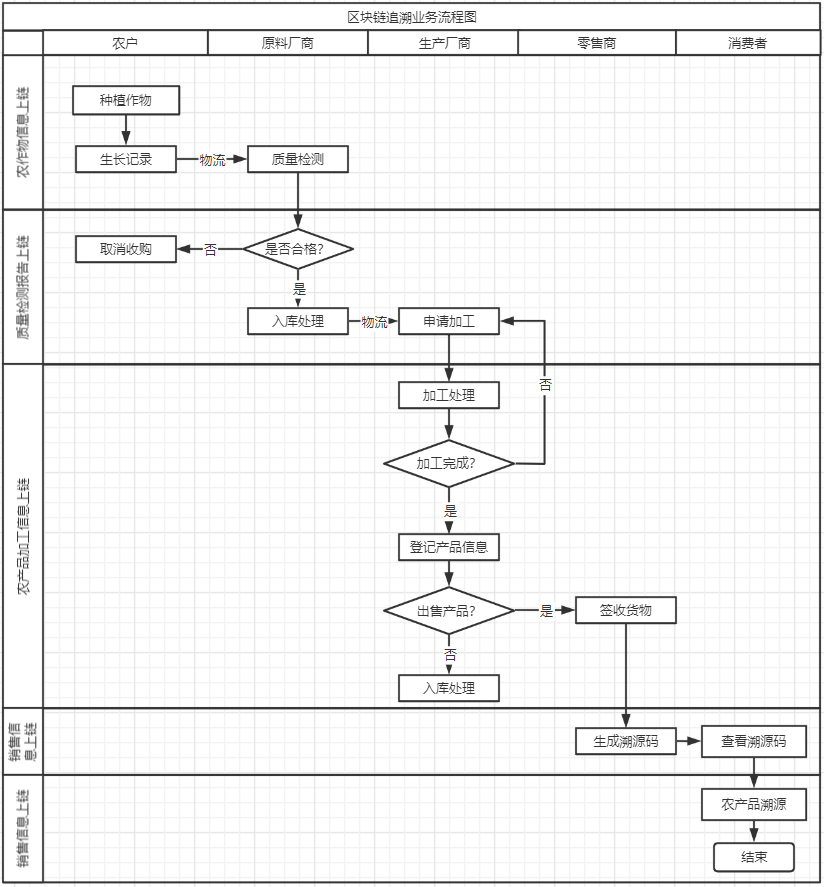 区块链追溯业务流程图
农户
原料厂商
生产厂商
零售商
消费者
农作物信息上链
种植作物
生长记录
物流
质量检测
质量检测报告上链
取消收购
否
是否合格?
是
入库处理
物流
申请加工
否
农产品加工信息上链
加工处理
加工完成?
是
登记产品信息
出售产品?
是
签收货物
否
入库处理
销售信
息上链
生成溯源码
查看溯源码
销售信息上链
农产品溯源
结束